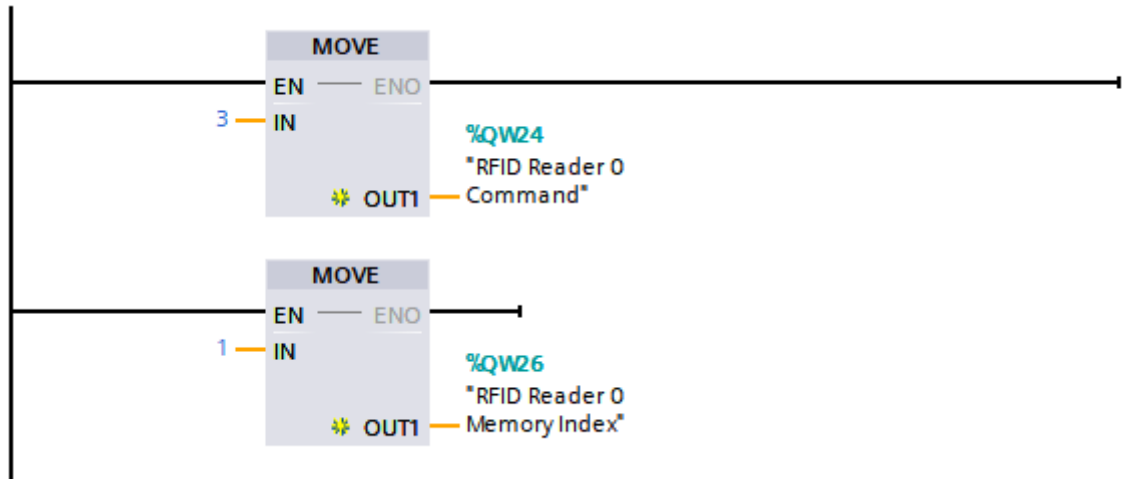 MOVE
EN ENO
3 IN
%QW24
"RFID Reader 0
OUT1 Command"
MOVE
EN ENO
1 IN
%QW26
"RFID Reader 0
OUT1 Memory Index"